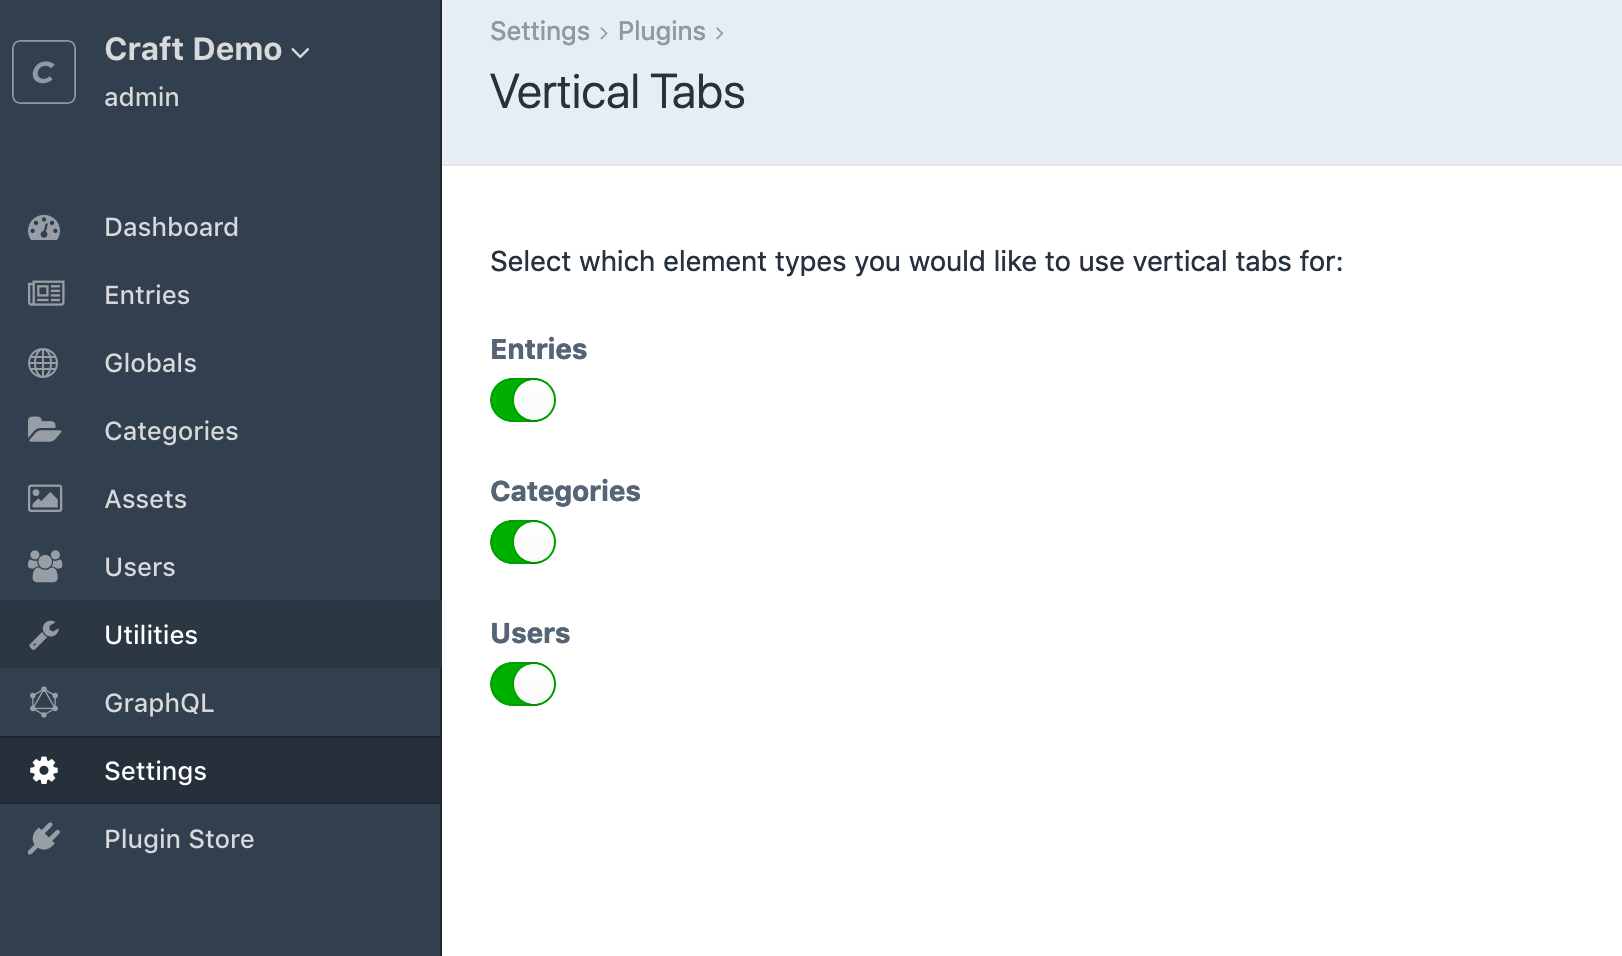 C
Craft Demo
admin
Dashboard
Entries
Globals
Categories
Assets
Users
Utilities
GraphQL
Settings
Plugin Store
Settings › Plugins ›
Vertical Tabs
Select which element types you would like to use vertical tabs for:
Entries
Categories
Users